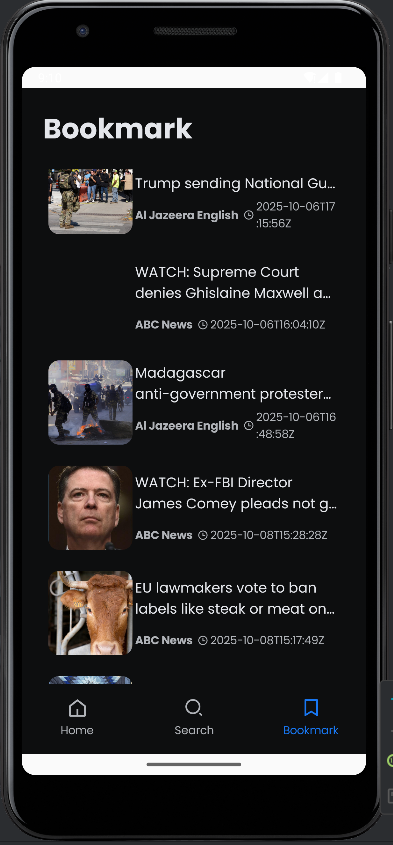 Bookmark
Trump sending National Gu...
Al Jazeera English 2025-10-06T17
:15:56Z
WATCH: Supreme Court
denies Ghislaine Maxwell a...
ABC News 2025-10-06T16:04:10Z
Madagascar
anti-government protester...
Al Jazeera English 2025-10-06T16
:48:58Z
WATCH: Ex-FBI Director
James Comey pleads not g...
ABC News 2025-10-08T15:28:28Z
EU lawmakers vote to ban
labels like steak or meat on...
ABC News 2025-10-08T15:17:49Z
Home Search Bookmark